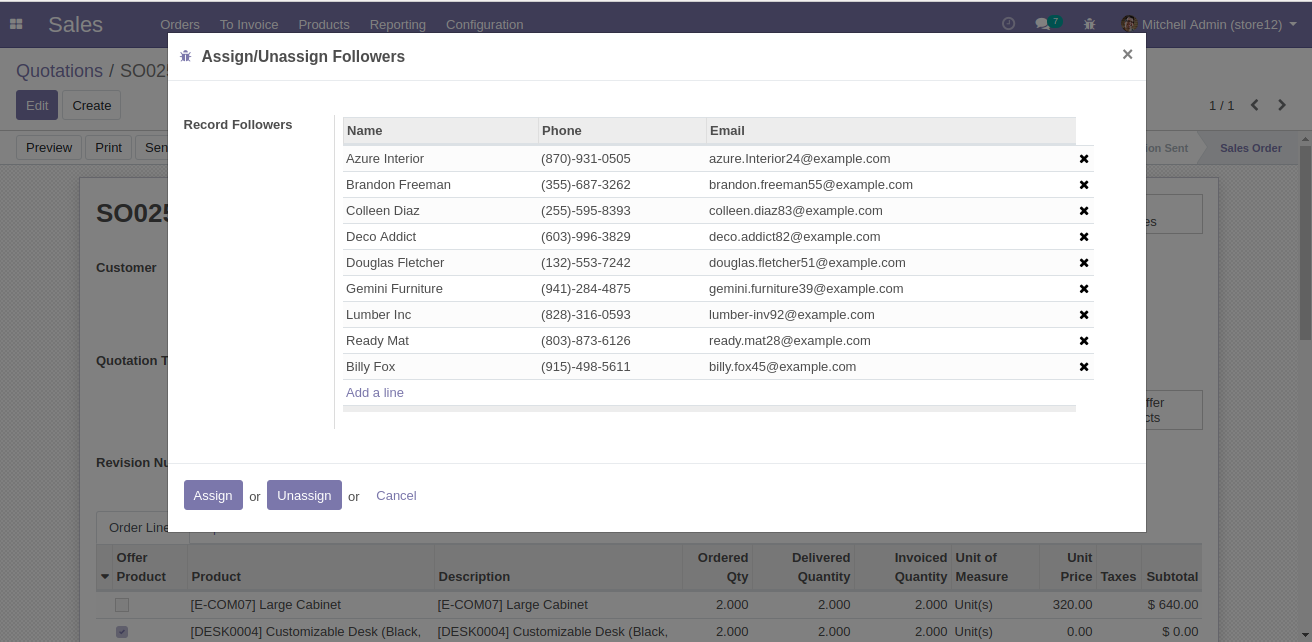 Sales Orders To Invoice Products Reporting Configuration 7 Mitchell Admin (store12)
Assign/Unassign Followers ×
Quotations / SO025
Edit Create 1 / 1
Preview Print Sen on Sent Sales Order
Record Followers
Name Phone Email
Azure Interior (870)-931-0505 azure.Interior24@example.com
Brandon Freeman (355)-687-3262 brandon.freeman55@example.com
Colleen Diaz (255)-595-8393 colleen.diaz83@example.com
Deco Addict (603)-996-3829 deco.addict82@example.com
Douglas Fletcher (132)-553-7242 douglas.fletcher51@example.com
Gemini Furniture (941)-284-4875 gemini.furniture39@example.com
Lumber Inc (828)-316-0593 lumber-inv92@example.com
Ready Mat (803)-873-6126 ready.mat28@example.com
Billy Fox (915)-498-5611 billy.fox45@example.com
Add a line
Assign or Unassign or Cancel
SO025
es
Customer
Quotation T
ffer
cts
Revision Nu
Order Line
Offer Product Product Description Ordered Qty Delivered Quantity Invoiced Quantity Unit of Measure Unit Price Taxes Subtotal
[E-COM07] Large Cabinet [E-COM07] Large Cabinet 2.000 2.000 2.000 Unit(s) 320.00 $ 640.00
[DESK0004] Customizable Desk (Black, [DESK0004] Customizable Desk (Black, 2.000 2.000 2.000 Unit(s) 0.00 $ 0.00